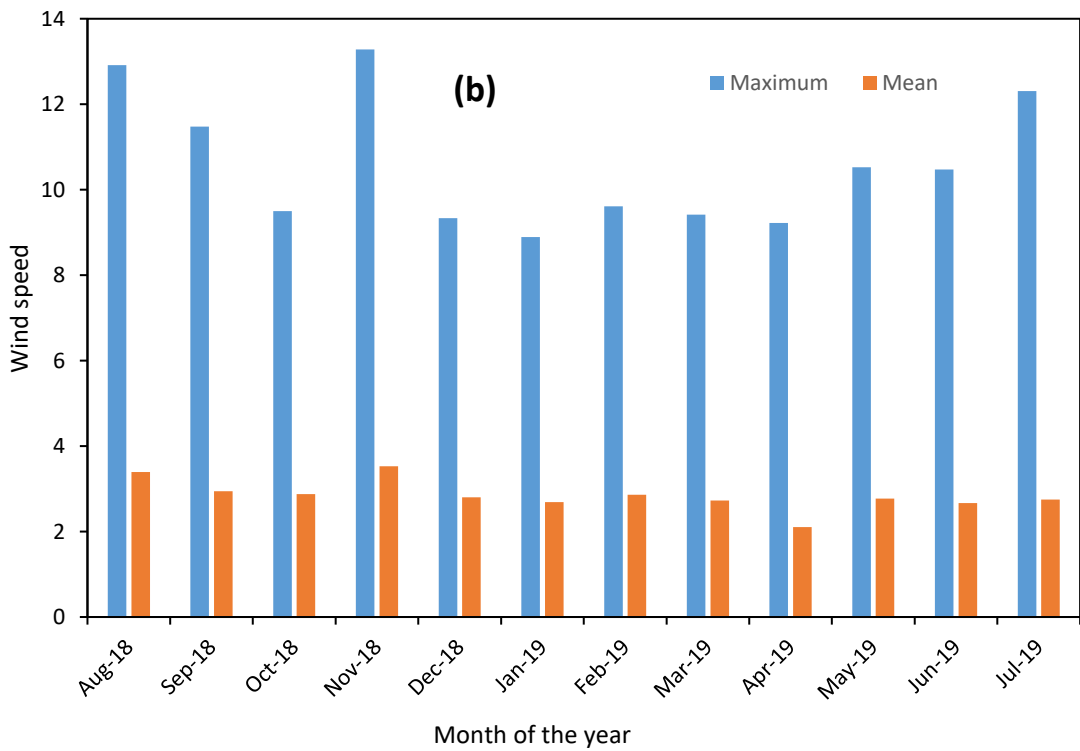 14
12
10
8
6
4
2
0
Wind speed
(b)
Maximum Mean
Aug-18 Sep-18 Oct-18 Nov-18 Dec-18 Jan-19 Feb-19 Mar-19 Apr-19 May-19 Jun-19 Jul-19
Month of the year